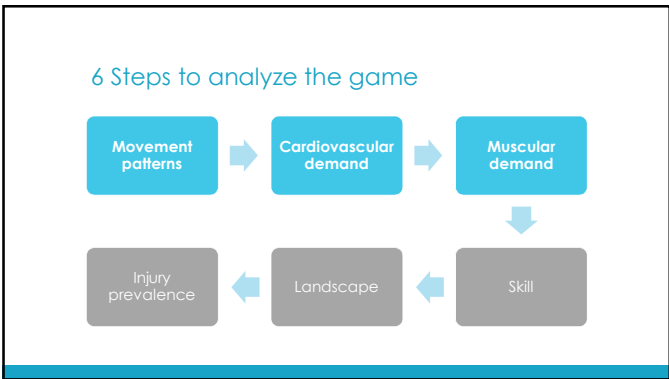 6 Steps to analyze the game
Movement
patterns
Cardiovascular
demand
Muscular
demand
Skill
Landscape
Injury
prevalence